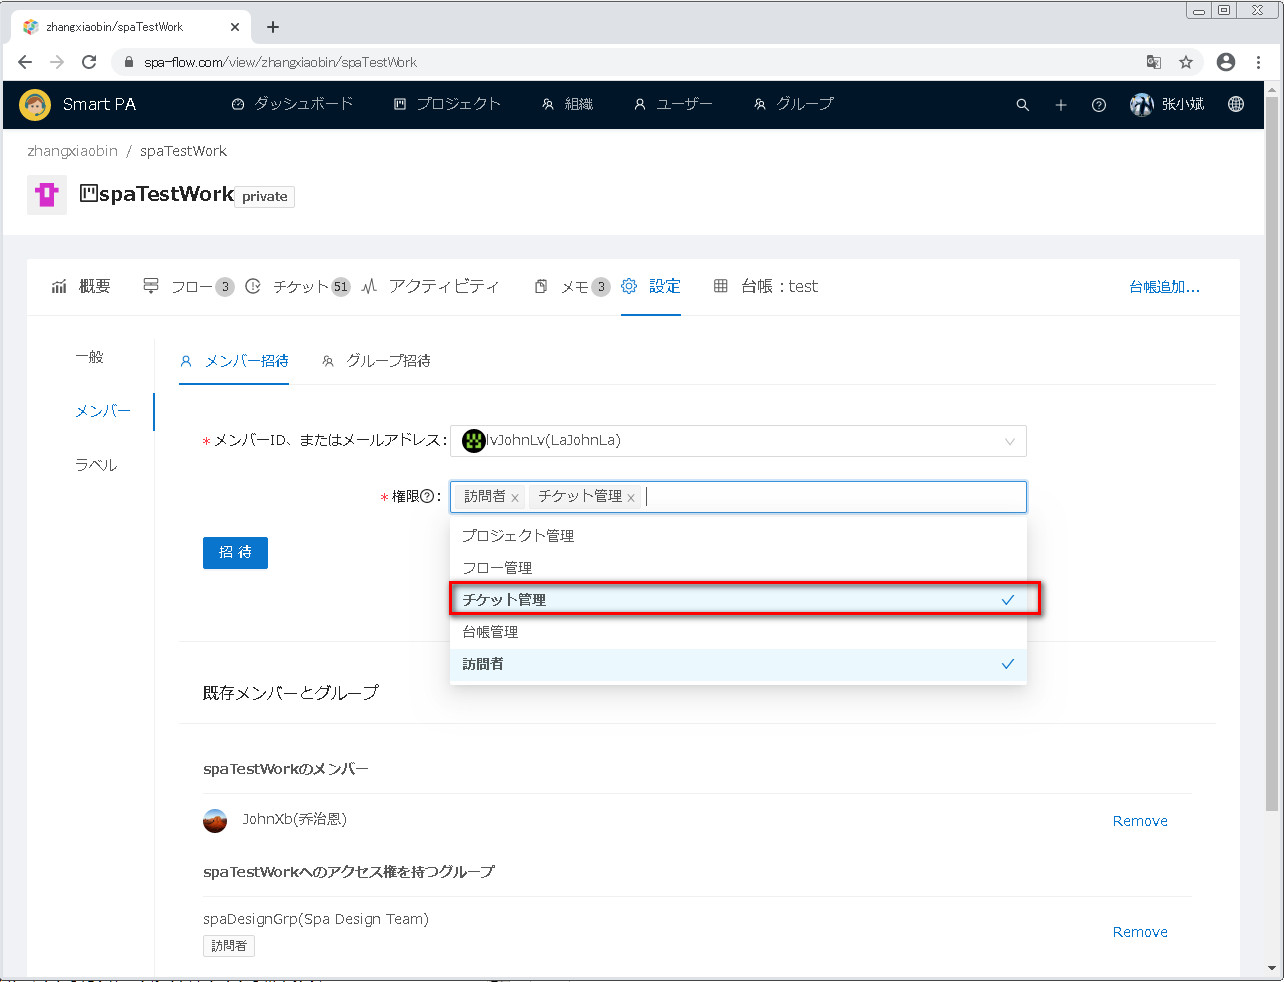 zhangxiaobin/spaTestWork
spa-flow.com/view/zhangxiaobin/spaTestWork
Smart PA ダッシュボード プロジェクト 組織 ユーザー グループ 张小斌
zhangxiaobin / spaTestWork
spaTestWork private
概要 フロー 3 チケット 51 アクティビティ メモ 3 設定 台帳：test 台帳追加...
一般
メンバー
ラベル
メンバー招待 グループ招待
* メンバーID、またはメールアドレス: lvJohnLv(LaJohnLa)
* 権限?: 訪問者 x チケット管理 x
プロジェクト管理
フロー管理
チケット管理
台帳管理
訪問者
招 待
既存メンバーとグループ
spaTestWorkのメンバー
JohnXb(乔治恩) Remove
spaTestWorkへのアクセス権を持つグループ
spaDesignGrp(Spa Design Team)
訪問者
Remove